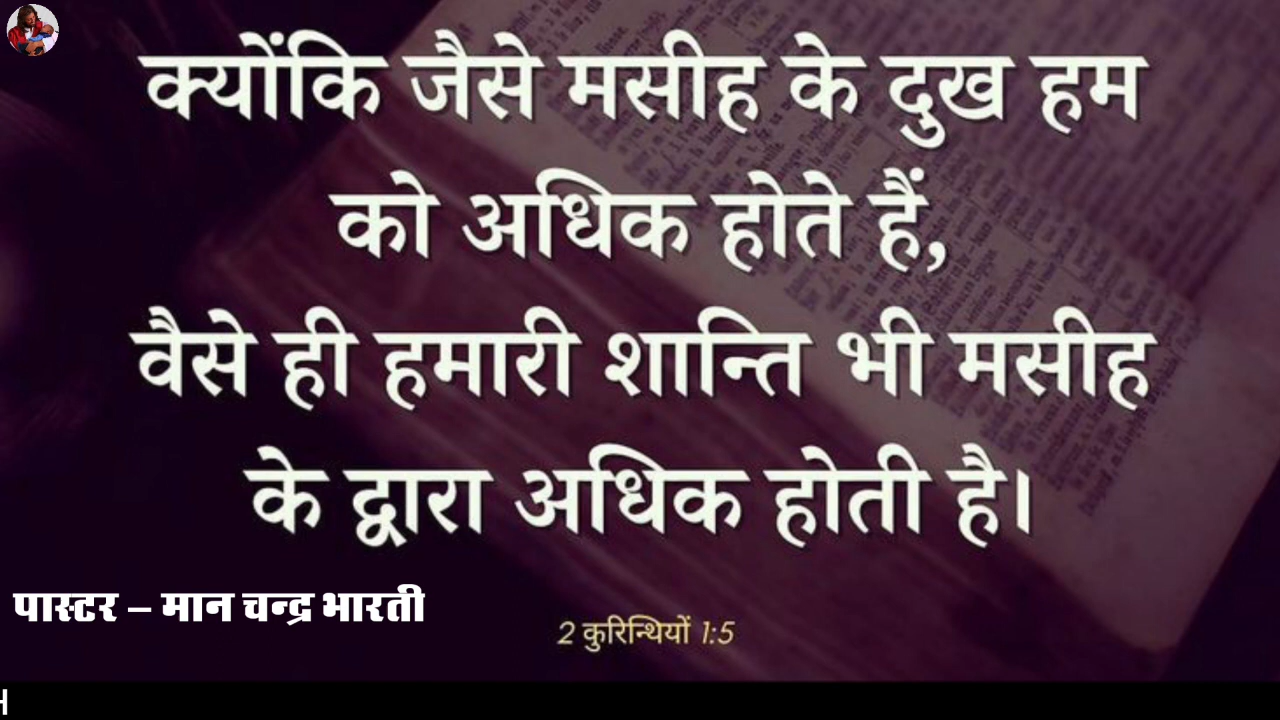 क्योंकि जैसे मसीह के दुख हम
को अधिक होते हैं,
वैसे ही हमारी शान्ति भी मसीह
के द्वारा अधिक होती है।
पास्टर – मान चन्द्र भारती
2 कुरिन्थियों 1:5